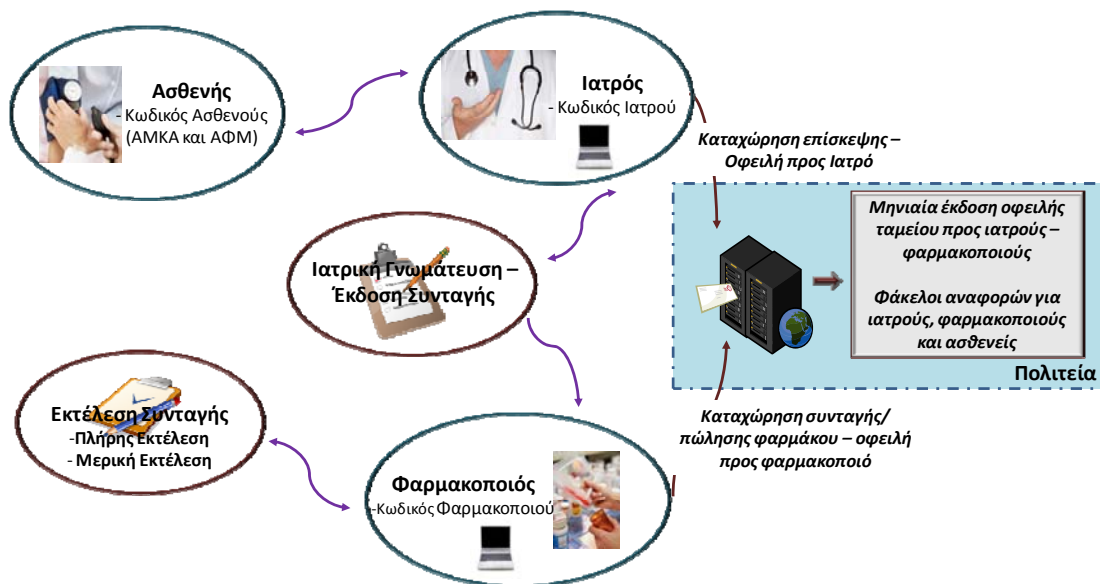 Ασθενής
- Κωδικός Ασθενούς
(ΑΜΚΑ και ΑΦΜ)
Ιατρός
- Κωδικός Ιατρού
Καταχώρηση επίσκεψης –
Οφειλή προς Ιατρό
Μηνιαία έκδοση οφειλής
ταμείου προς ιατρούς –
φαρμακοποιούς
Φάκελοι αναφορών για
ιατρούς, φαρμακοποιούς
και ασθενείς
Πολιτεία
Ιατρική Γνωμάτευση –
Έκδοση Συνταγής
Εκτέλεση Συνταγής
-Πλήρης Εκτέλεση
- Μερική Εκτέλεση
Καταχώρηση συνταγής/
πώλησης φαρμάκου – οφειλή
προς φαρμακοποιό
Φαρμακοποιός
-Κωδικός Φαρμακοποιού